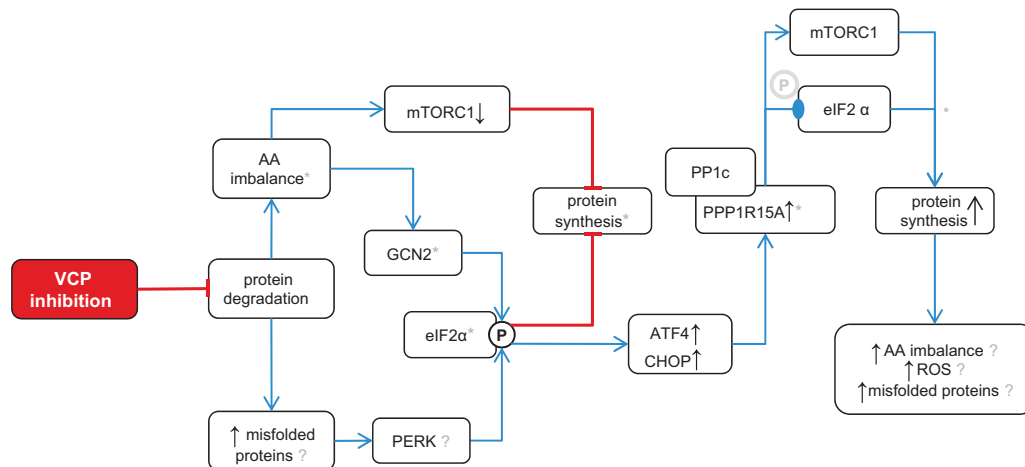 mTORC1
P
eIF2 α
*
mTORC1↓
AA
imbalance*
PP1c
PPP1R15A↑*
protein
synthesis*
protein
synthesis↑
GCN2*
VCP
inhibition
protein
degradation
eIF2α*
P
ATF4↑
CHOP↑
↑AA imbalance ?
↑ROS ?
↑misfolded proteins ?
↑ misfolded
proteins ?
PERK ?